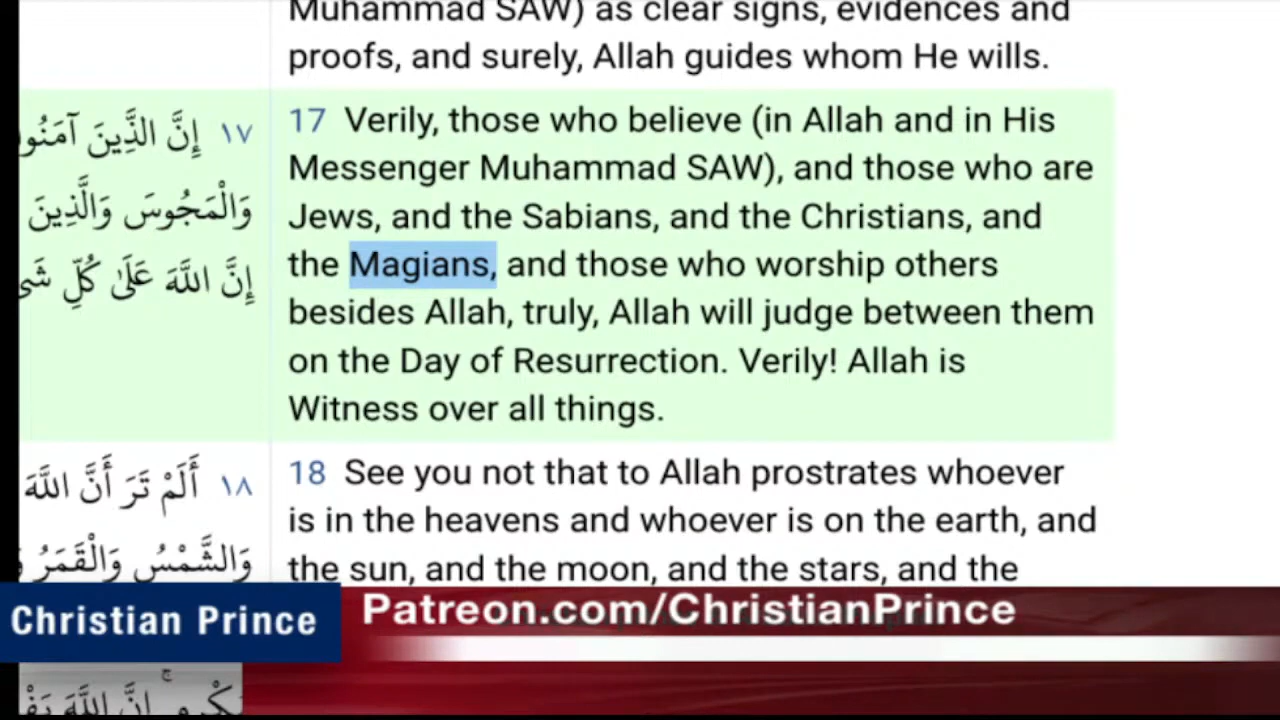 Muhammad SAW) as clear signs, evidences and
proofs, and surely, Allah guides whom He wills.
١٧ إِنَّ الَّذِينَ آمَنُوا
وَالْمَجُوسَ وَالَّذِينَ
إِنَّ اللَّهَ عَلَىٰ كُلِّ
17 Verily, those who believe (in Allah and in His
Messenger Muhammad SAW), and those who are
Jews, and the Sabians, and the Christians, and
the Magians, and those who worship others
besides Allah, truly, Allah will judge between them
on the Day of Resurrection. Verily! Allah is
Witness over all things.
١٨ أَلَمْ تَرَ أَنَّ اللَّهَ
وَالشَّمْسُ وَالْقَمَرُ
18 See you not that to Allah prostrates whoever
is in the heavens and whoever is on the earth, and
the sun, and the moon, and the stars, and the
Christian Prince
Patreon.com/ChristianPrince
إِنَّ اللَّهَ